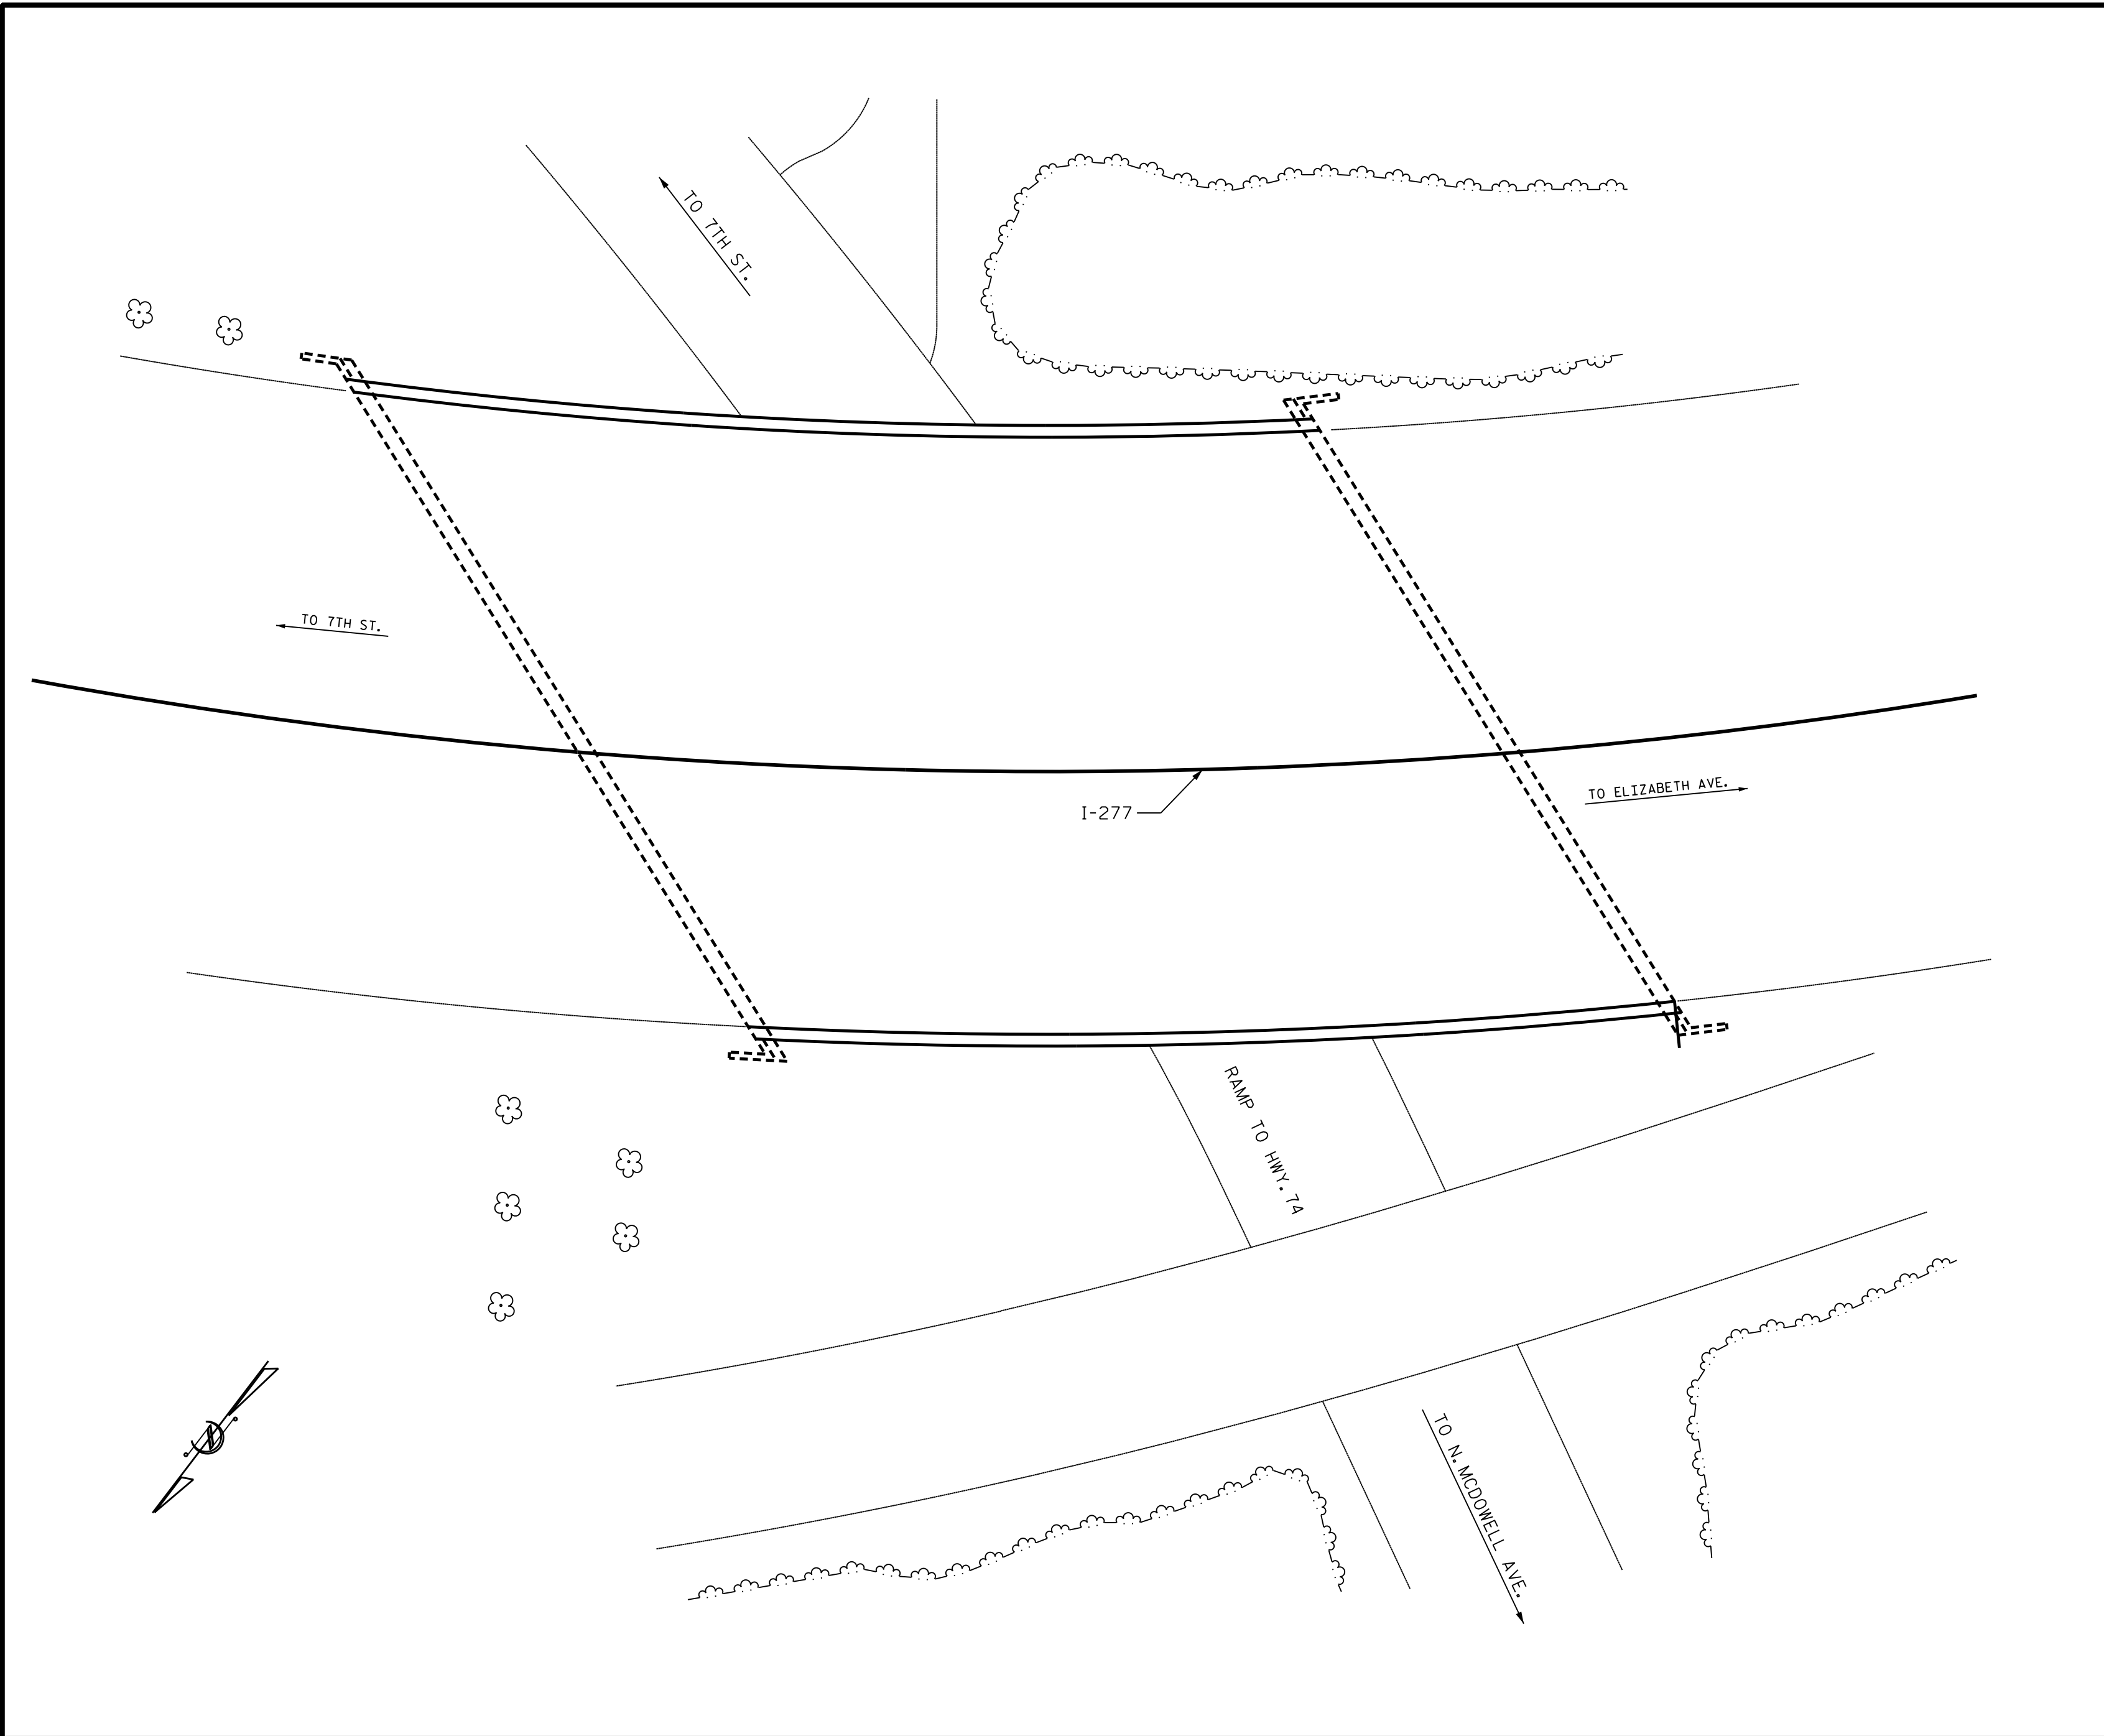 TO 7TH ST.
TO 7TH ST.
I-277
TO ELIZABETH AVE.
RAMP TO HWY. 74
TO N. MCDOWELL AVE.
N